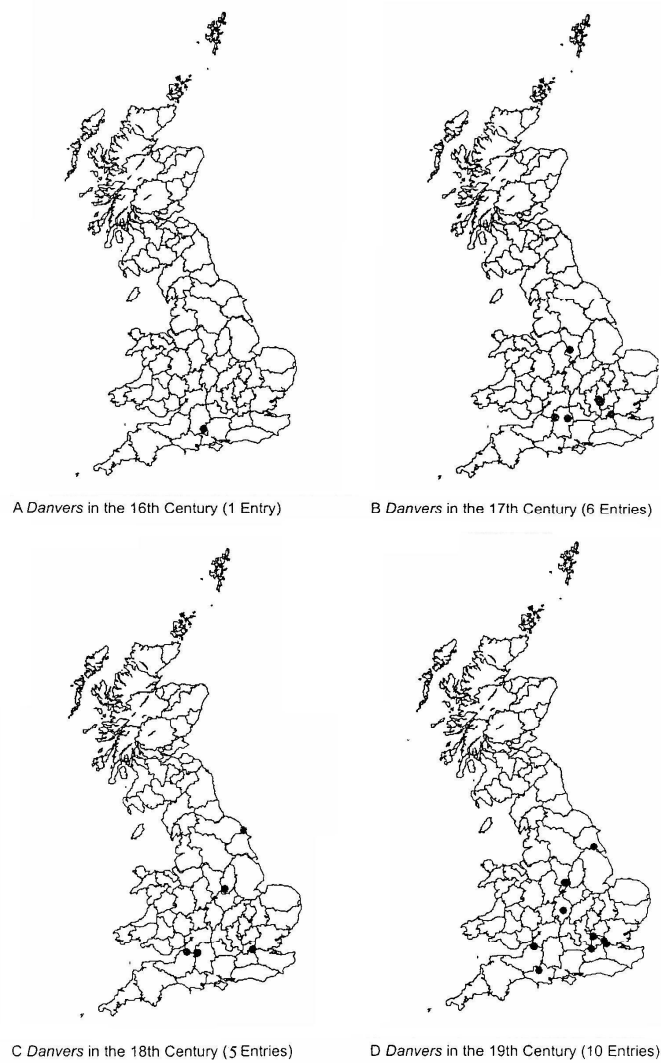 A Danvers in the 16th Century (1 Entry)
B Danvers in the 17th Century (6 Entries)
C Danvers in the 18th Century (5 Entries)
D Danvers in the 19th Century (10 Entries)